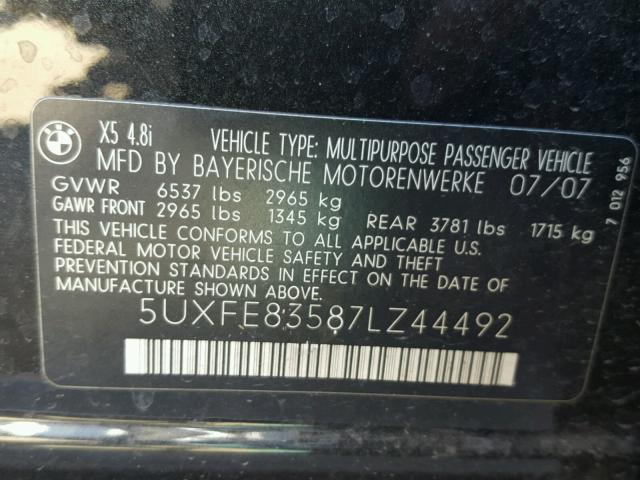 BMW
X5 4.8i VEHICLE TYPE: MULTIPURPOSE PASSENGER VEHICLE
MFD BY BAYERISCHE MOTORENWERKE 07/07
GVWR 6537 lbs 2965 kg
GAWR FRONT 2965 lbs 1345 kg REAR 3781 lbs 1715 kg
THIS VEHICLE CONFORMS TO ALL APPLICABLE U.S.
FEDERAL MOTOR VEHICLE SAFETY AND THEFT
PREVENTION STANDARDS IN EFFECT ON THE DATE OF
MANUFACTURE SHOWN ABOVE.
5UXFE83587LZ44492
7 012 956